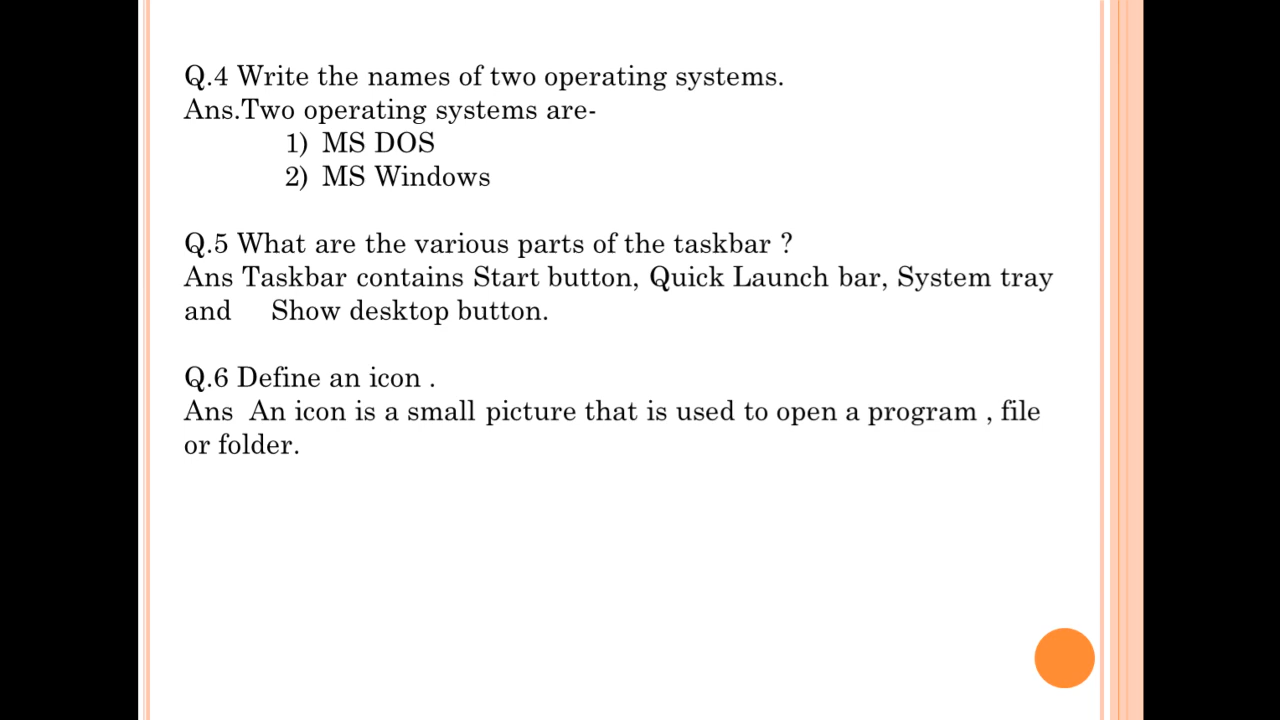 Q.4 Write the names of two operating systems.
Ans.Two operating systems are-
1) MS DOS
2) MS Windows
Q.5 What are the various parts of the taskbar ?
Ans Taskbar contains Start button, Quick Launch bar, System tray
and Show desktop button.
Q.6 Define an icon .
Ans An icon is a small picture that is used to open a program , file
or folder.